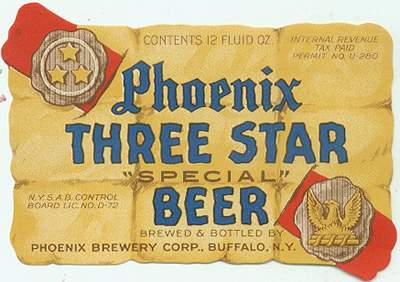 CONTENTS 12 FLUID OZ.
INTERNAL REVENUE
TAX PAID
PERMIT NO. U-280
Phoenix
THREE STAR
"SPECIAL"
BEER
N.Y.S.A.B. CONTROL
BOARD LIC. NO. D-72
BREWED & BOTTLED BY
PHOENIX BREWERY CORP., BUFFALO, N.Y.